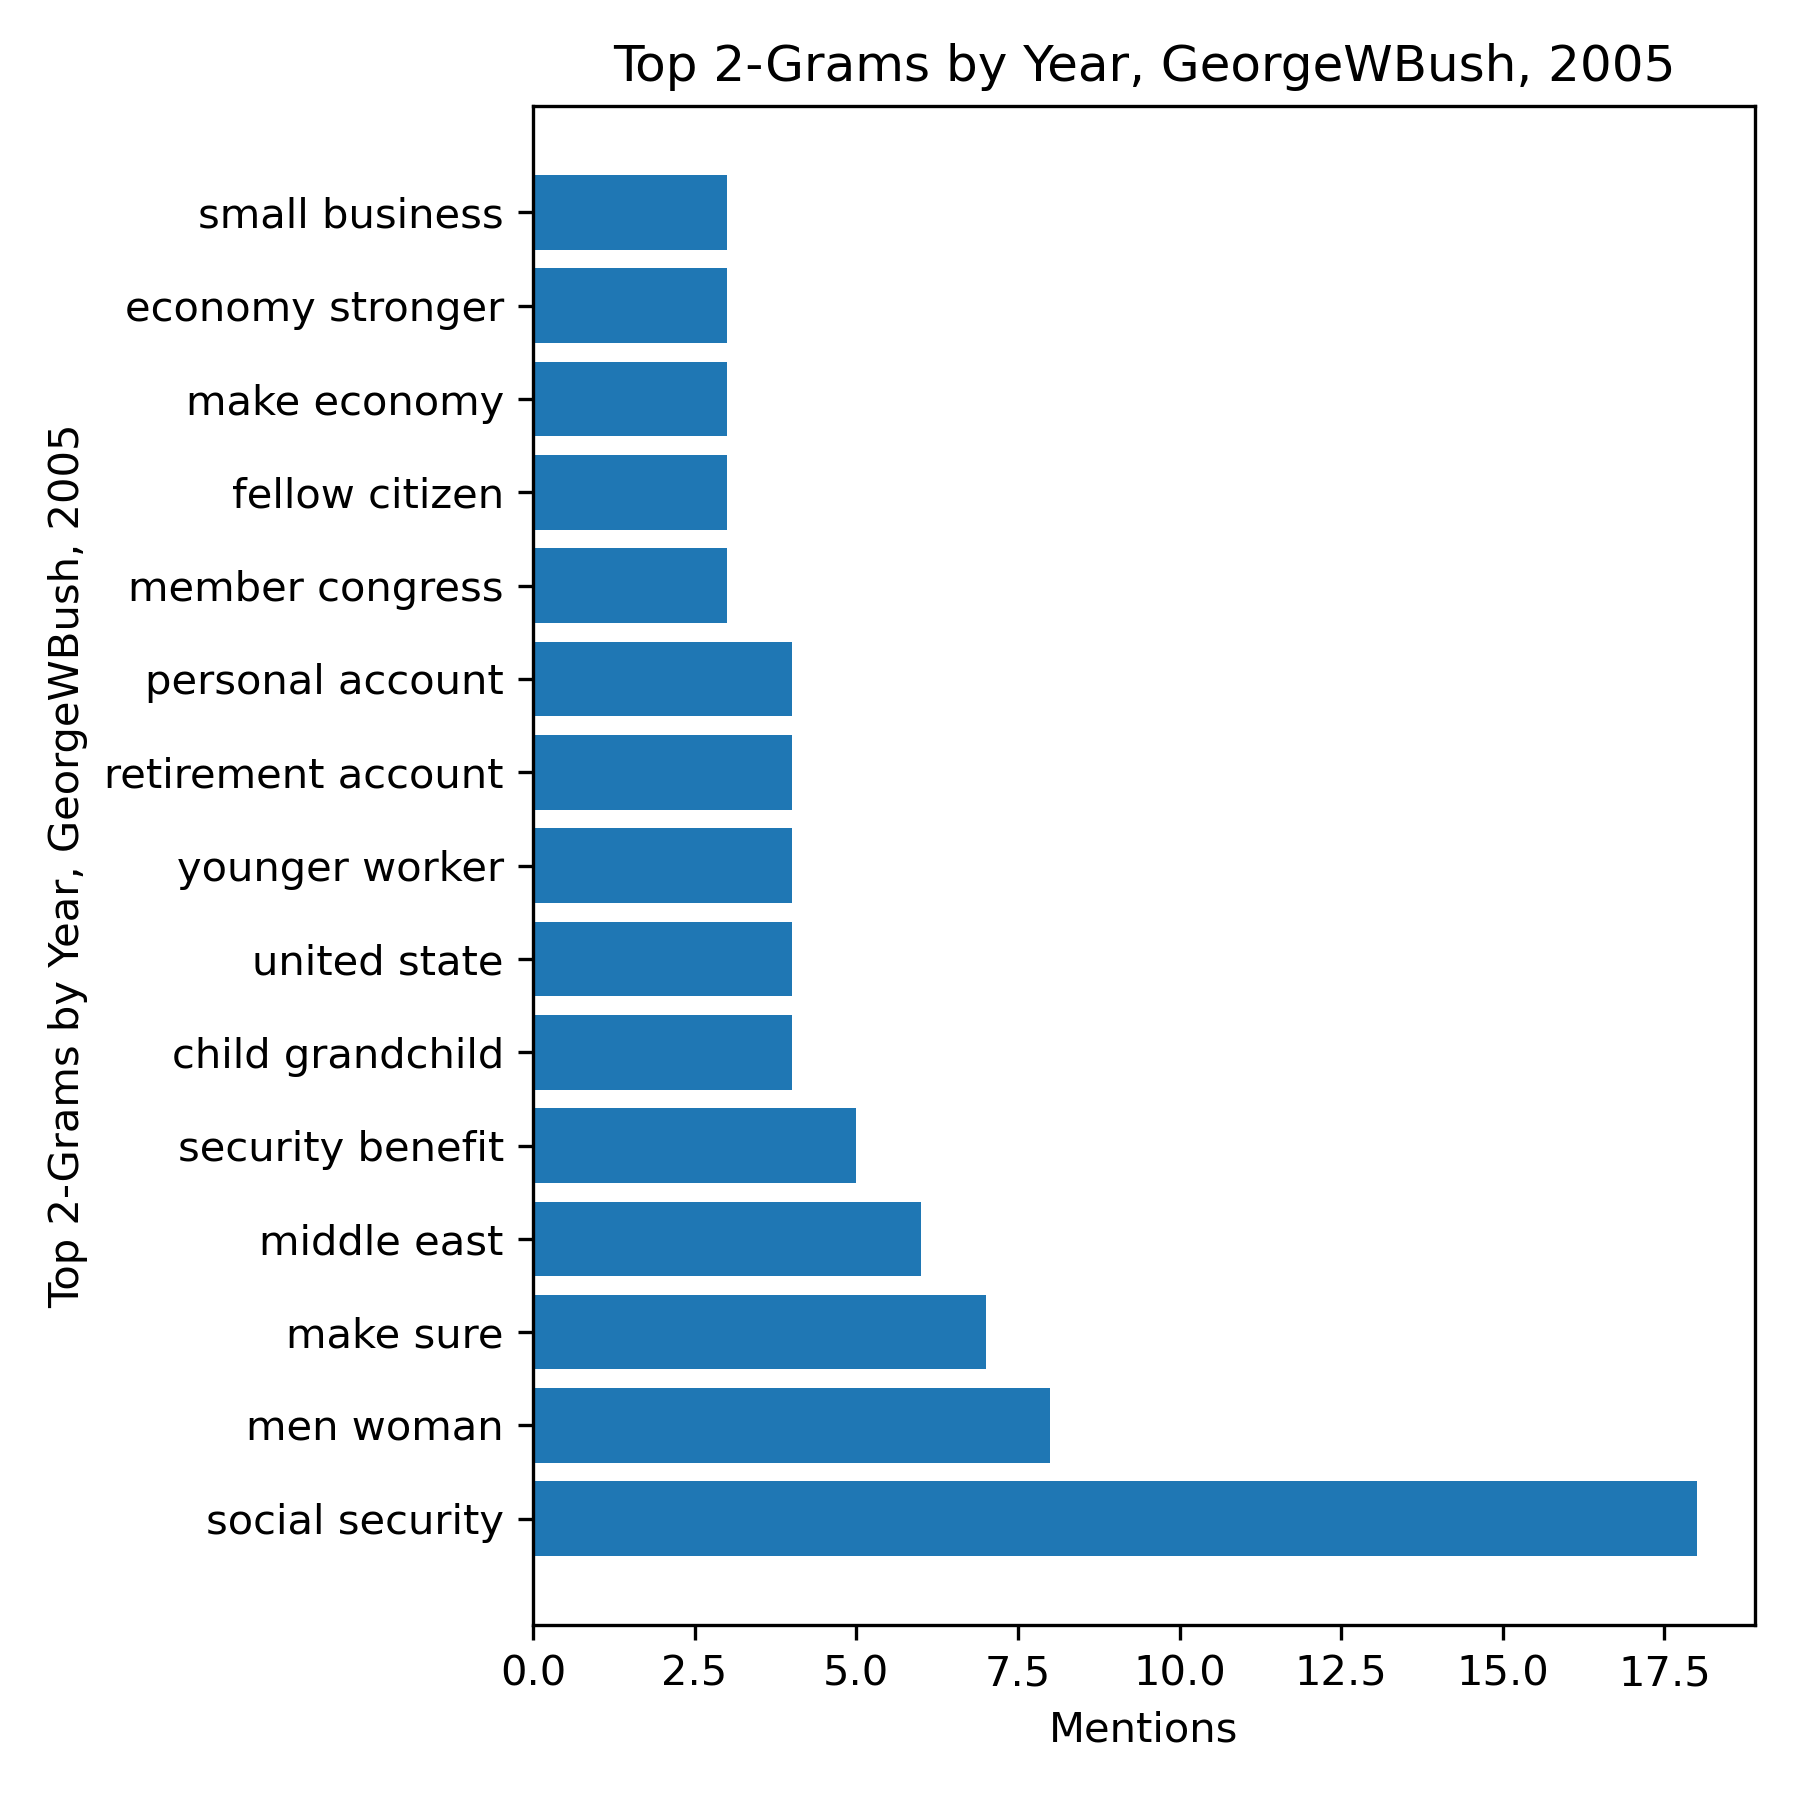 Top 2-Grams by Year, GeorgeWBush, 2005
Top 2-Grams by Year, GeorgeWBush, 2005
small business
economy stronger
make economy
fellow citizen
member congress
personal account
retirement account
younger worker
united state
child grandchild
security benefit
middle east
make sure
men woman
social security
0.0 2.5 5.0 7.5 10.0 12.5 15.0 17.5
Mentions